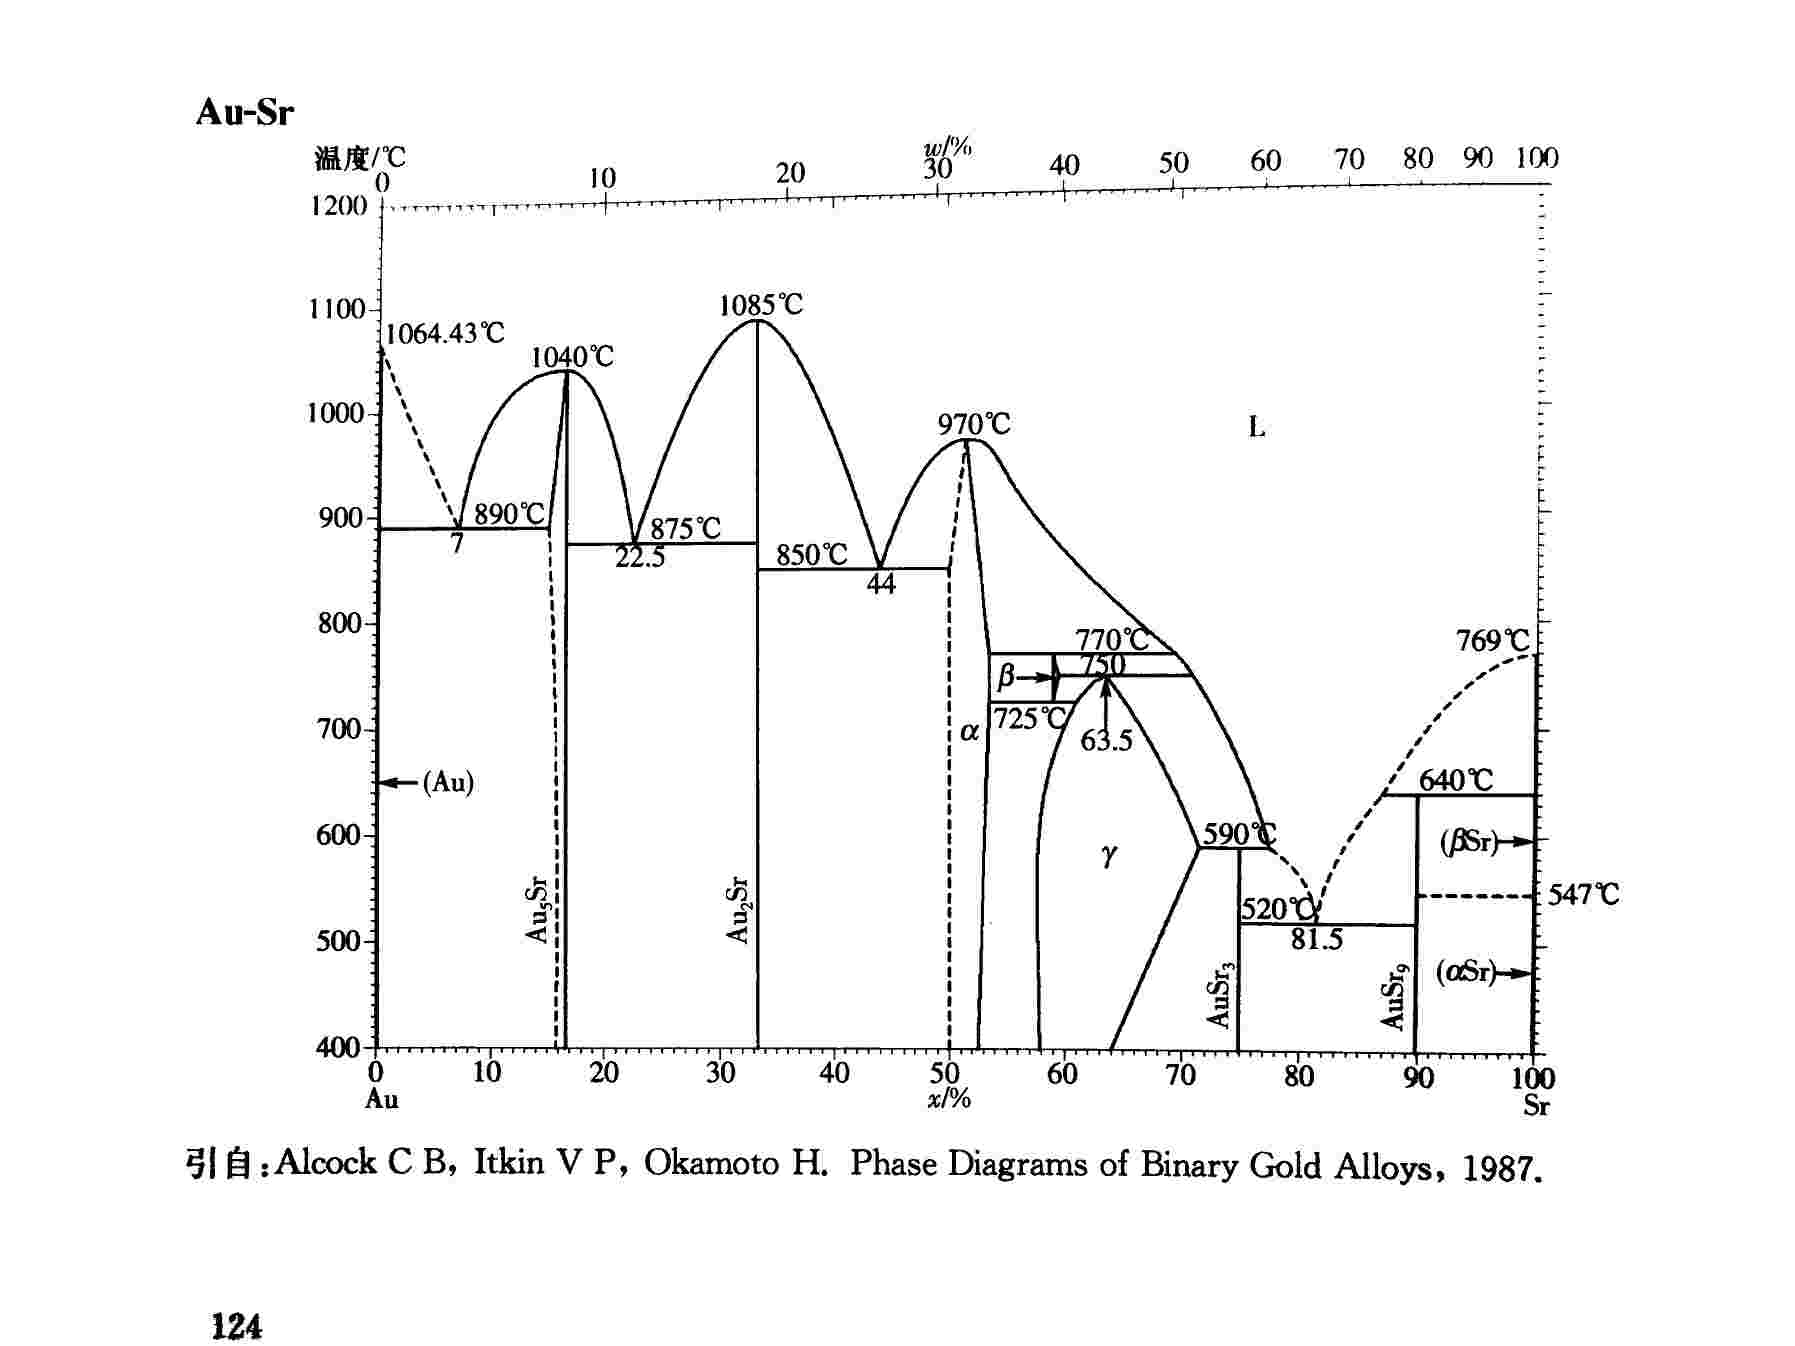 Au-Sr
温度/℃
w/%
0 10 20 30 40 50 60 70 80 90 100
1200
1100
1085℃
1064.43℃
1040℃
1000
970℃
L
900
890℃
875℃
7
22.5
850℃
44
800
770℃
769℃
750
β
725℃
700
α
63.5
(Au)
640℃
600
590℃
(βSr)
γ
547℃
Au₅Sr
Au₂Sr
520℃
500
81.5
(αSr)
AuSr₃
AuSr₉
400
0 10 20 30 40 50 60 70 80 90 100
Au
x/%
Sr
引自:Alcock C B, Itkin V P, Okamoto H. Phase Diagrams of Binary Gold Alloys, 1987.
124